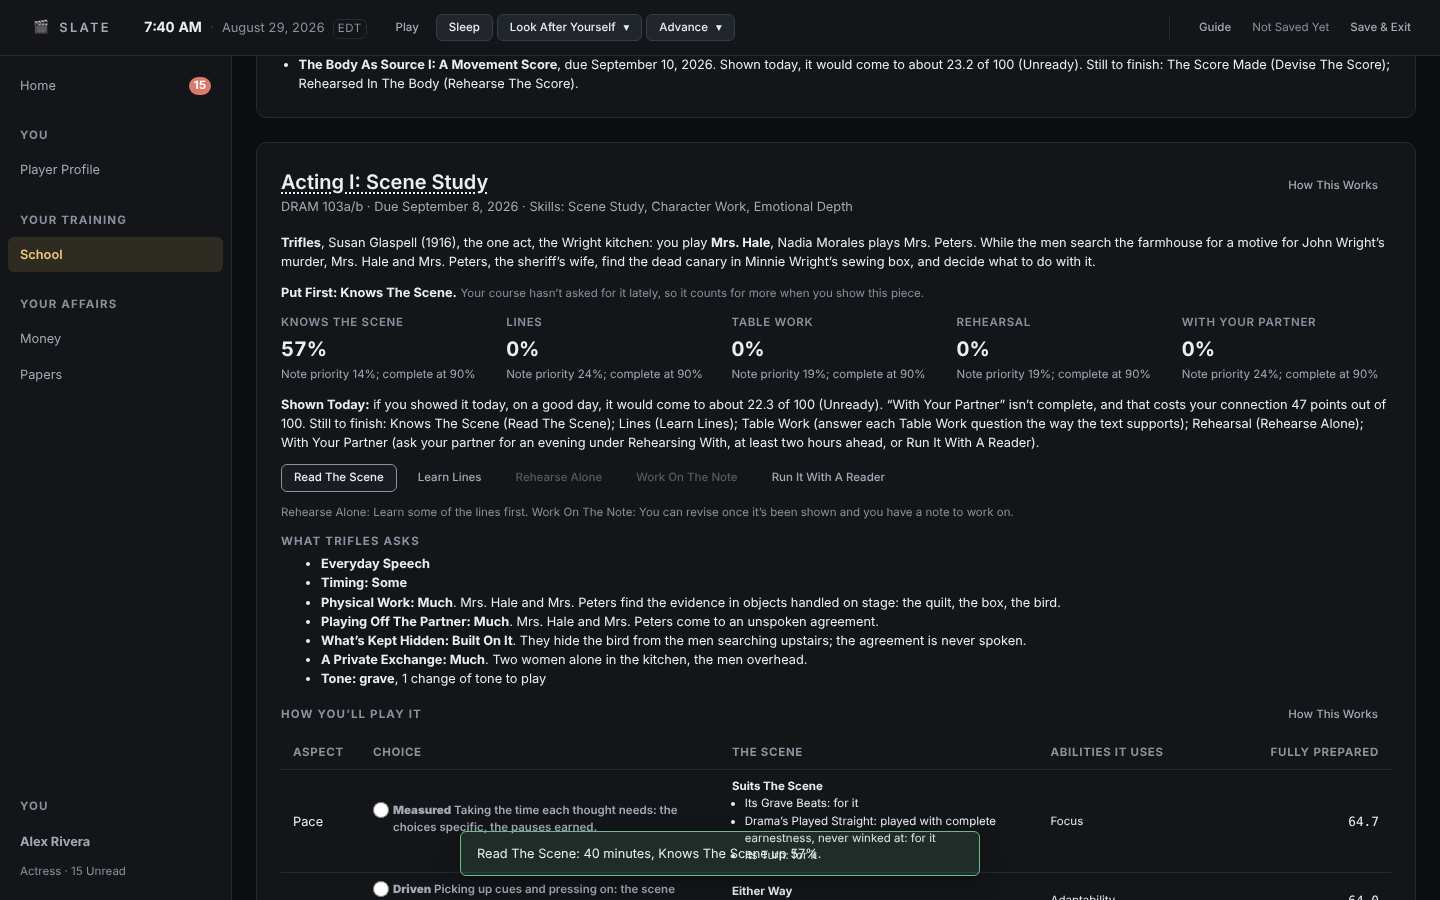 SLATE
7:40 AM · August 29, 2026 EDT
Play
Sleep
Look After Yourself ▾
Advance ▾
Guide
Not Saved Yet
Save & Exit
Home
15
YOU
Player Profile
YOUR TRAINING
School
YOUR AFFAIRS
Money
Papers
YOU
Alex Rivera
Actress · 15 Unread
• The Body As Source I: A Movement Score, due September 10, 2026. Shown today, it would come to about 23.2 of 100 (Unready). Still to finish: The Score Made (Devise The Score);
Rehearsed In The Body (Rehearse The Score).
Acting I: Scene Study
How This Works
DRAM 103a/b · Due September 8, 2026 · Skills: Scene Study, Character Work, Emotional Depth
Trifles, Susan Glaspell (1916), the one act, the Wright kitchen: you play Mrs. Hale, Nadia Morales plays Mrs. Peters. While the men search the farmhouse for a motive for John Wright’s
murder, Mrs. Hale and Mrs. Peters, the sheriff’s wife, find the dead canary in Minnie Wright’s sewing box, and decide what to do with it.
Put First: Knows The Scene. Your course hasn’t asked for it lately, so it counts for more when you show this piece.
KNOWS THE SCENE
57%
Note priority 14%; complete at 90%
LINES
0%
Note priority 24%; complete at 90%
TABLE WORK
0%
Note priority 19%; complete at 90%
REHEARSAL
0%
Note priority 19%; complete at 90%
WITH YOUR PARTNER
0%
Note priority 24%; complete at 90%
Shown Today: if you showed it today, on a good day, it would come to about 22.3 of 100 (Unready). “With Your Partner” isn’t complete, and that costs your connection 47 points out of
100. Still to finish: Knows The Scene (Read The Scene); Lines (Learn Lines); Table Work (answer each Table Work question the way the text supports); Rehearsal (Rehearse Alone);
With Your Partner (ask your partner for an evening under Rehearsing With, at least two hours ahead, or Run It With A Reader).
Read The Scene
Learn Lines
Rehearse Alone
Work On The Note
Run It With A Reader
Rehearse Alone: Learn some of the lines first. Work On The Note: You can revise once it’s been shown and you have a note to work on.
WHAT TRIFLES ASKS
• Everyday Speech
• Timing: Some
• Physical Work: Much. Mrs. Hale and Mrs. Peters find the evidence in objects handled on stage: the quilt, the box, the bird.
• Playing Off The Partner: Much. Mrs. Hale and Mrs. Peters come to an unspoken agreement.
• What’s Kept Hidden: Built On It. They hide the bird from the men searching upstairs; the agreement is never spoken.
• A Private Exchange: Much. Two women alone in the kitchen, the men overhead.
• Tone: grave, 1 change of tone to play
HOW YOU’LL PLAY IT
How This Works
ASPECT
CHOICE
THE SCENE
ABILITIES IT USES
FULLY PREPARED
Pace
Measured Taking the time each thought needs: the
choices specific, the pauses earned.
Suits The Scene
• Its Grave Beats: for it
• Drama’s Played Straight: played with complete
earnestness, never winked at: for it
Focus
64.7
Driven Picking up cues and pressing on: the scene
Either Way
Adaptability
64.0
Read The Scene: 40 minutes, Knows The Scene up 57%.